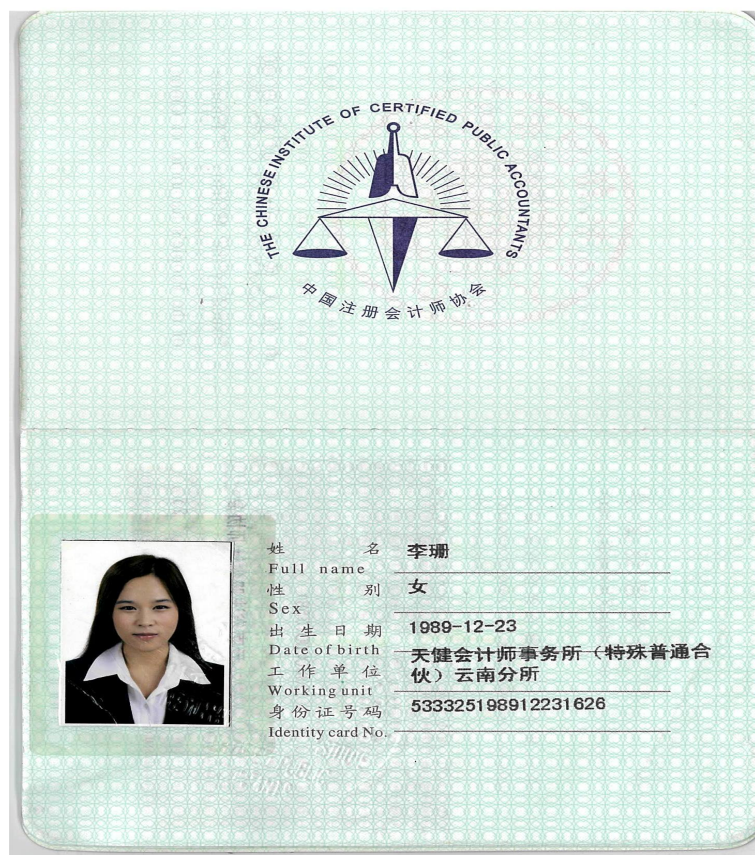 THE CHINESE INSTITUTE OF CERTIFIED PUBLIC ACCOUNTANTS
中国注册会计师协会
姓 名 李珊
Full name
性 别 女
Sex
出生日期 1989-12-23
Date of birth
工作单位 天健会计师事务所（特殊普通合
伙）云南分所
Working unit
身份证号码 533325198912231626
Identity card No.